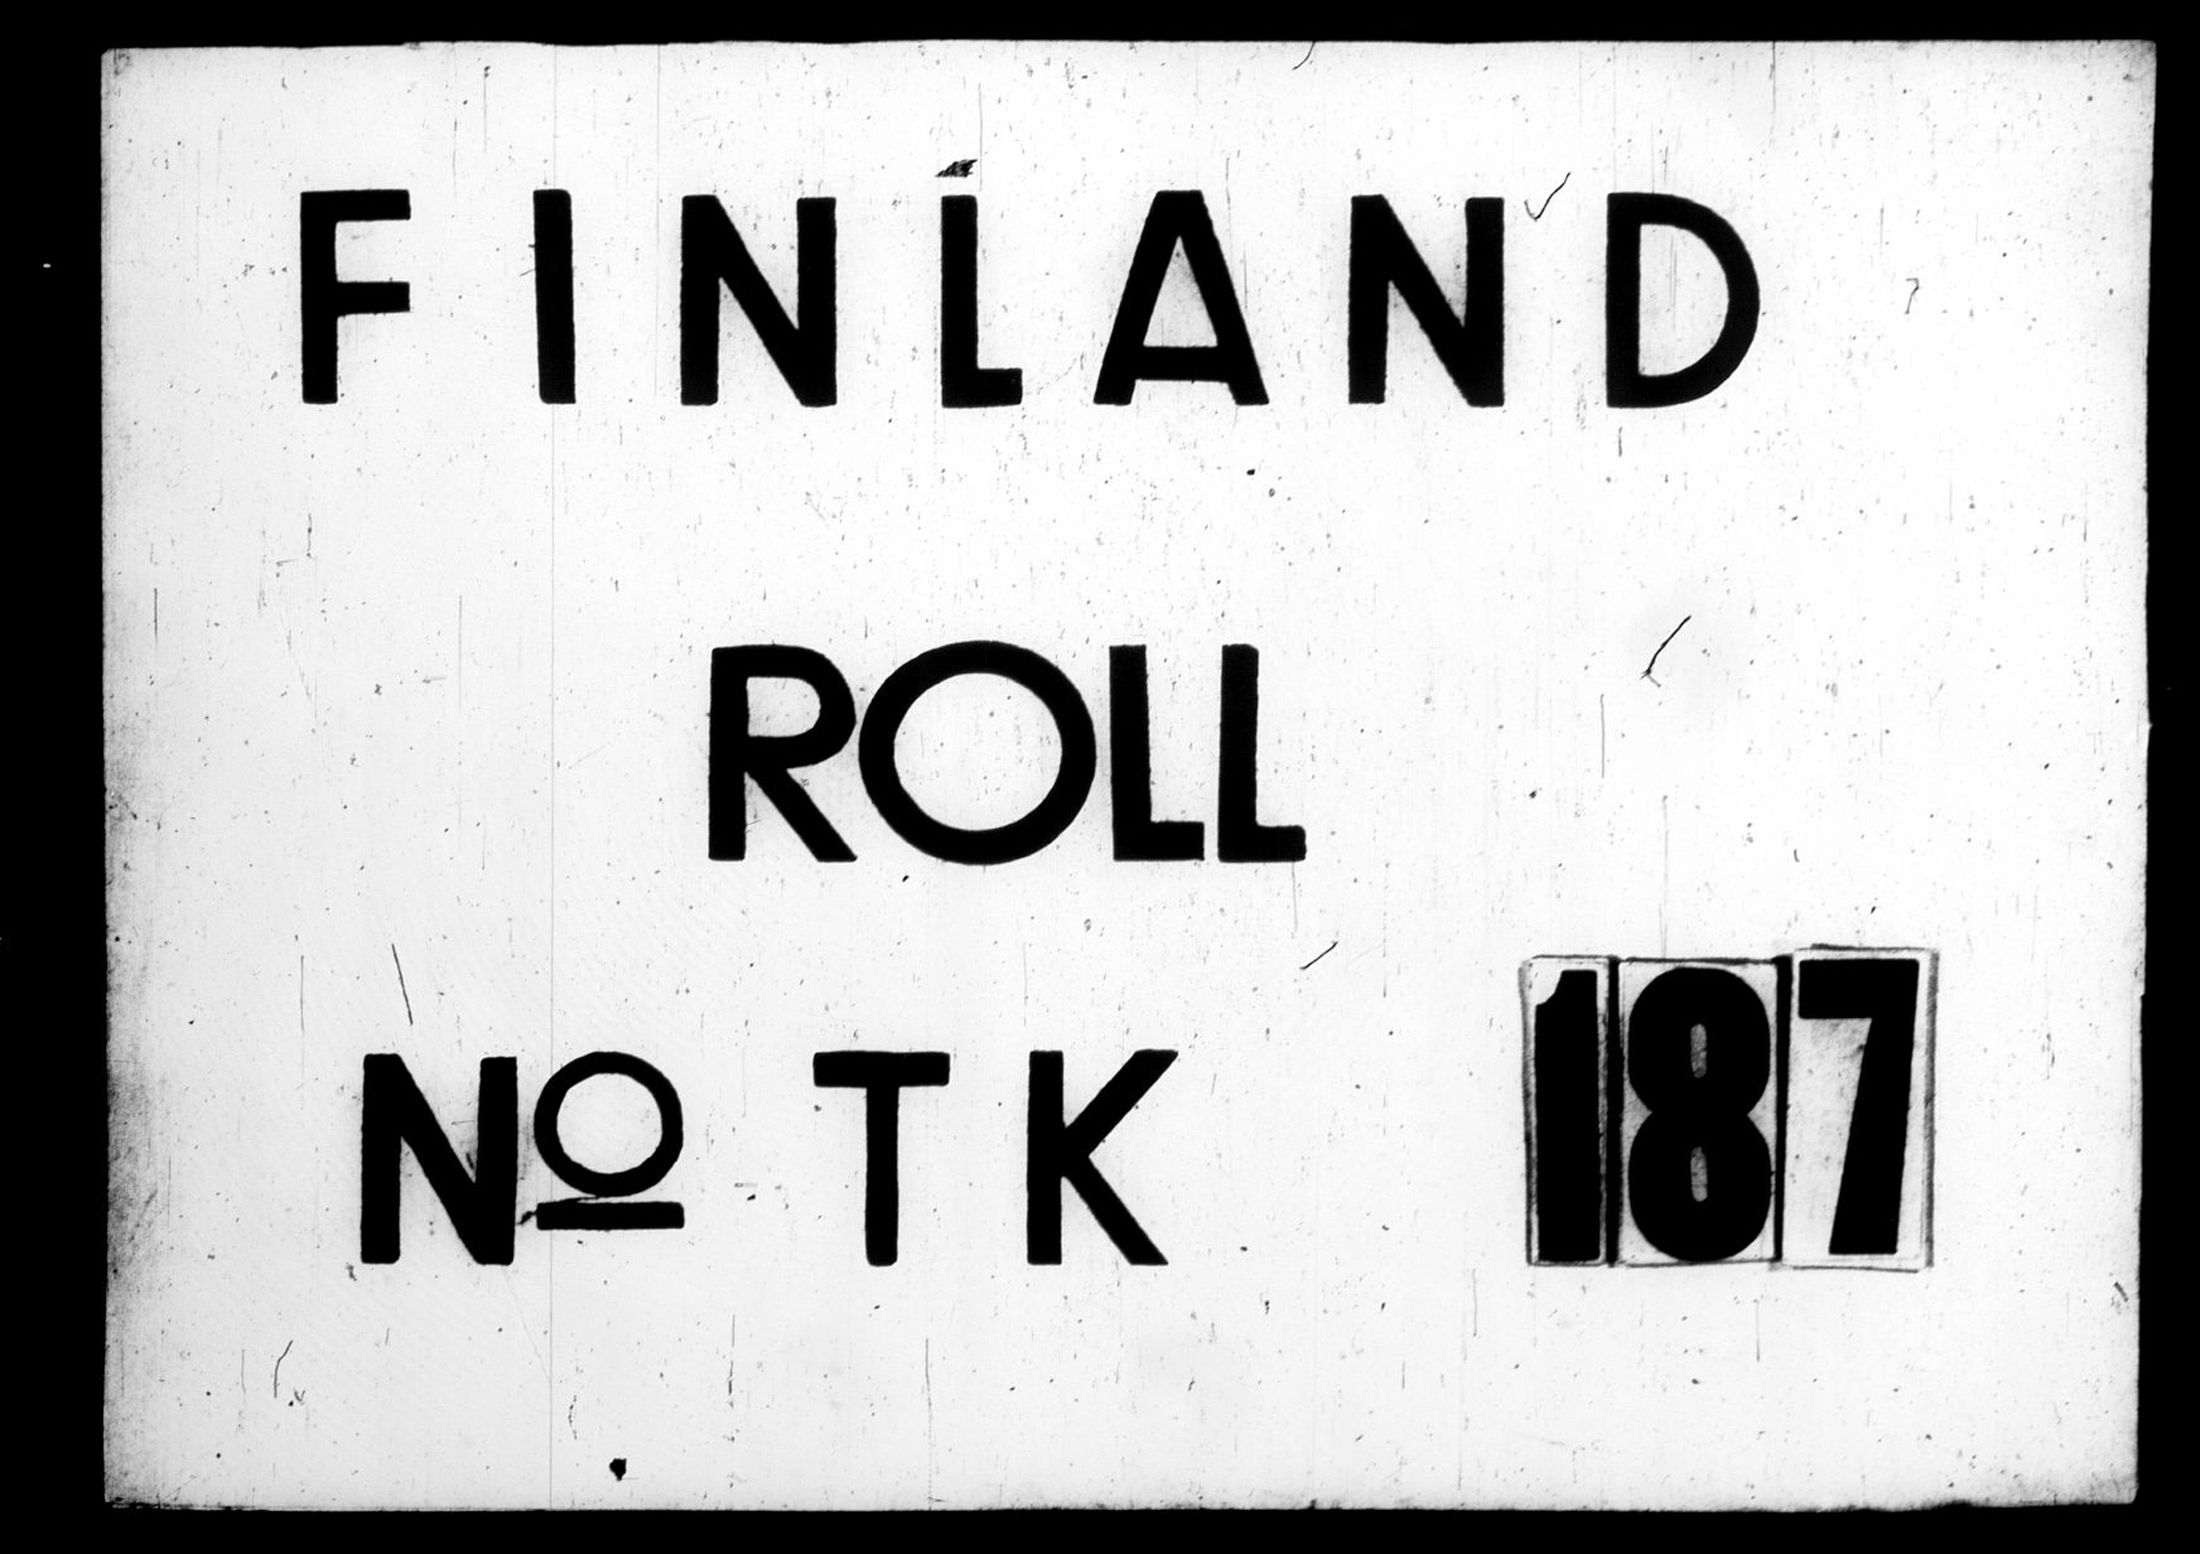 FINLAND
ROLL
Nº TK 187